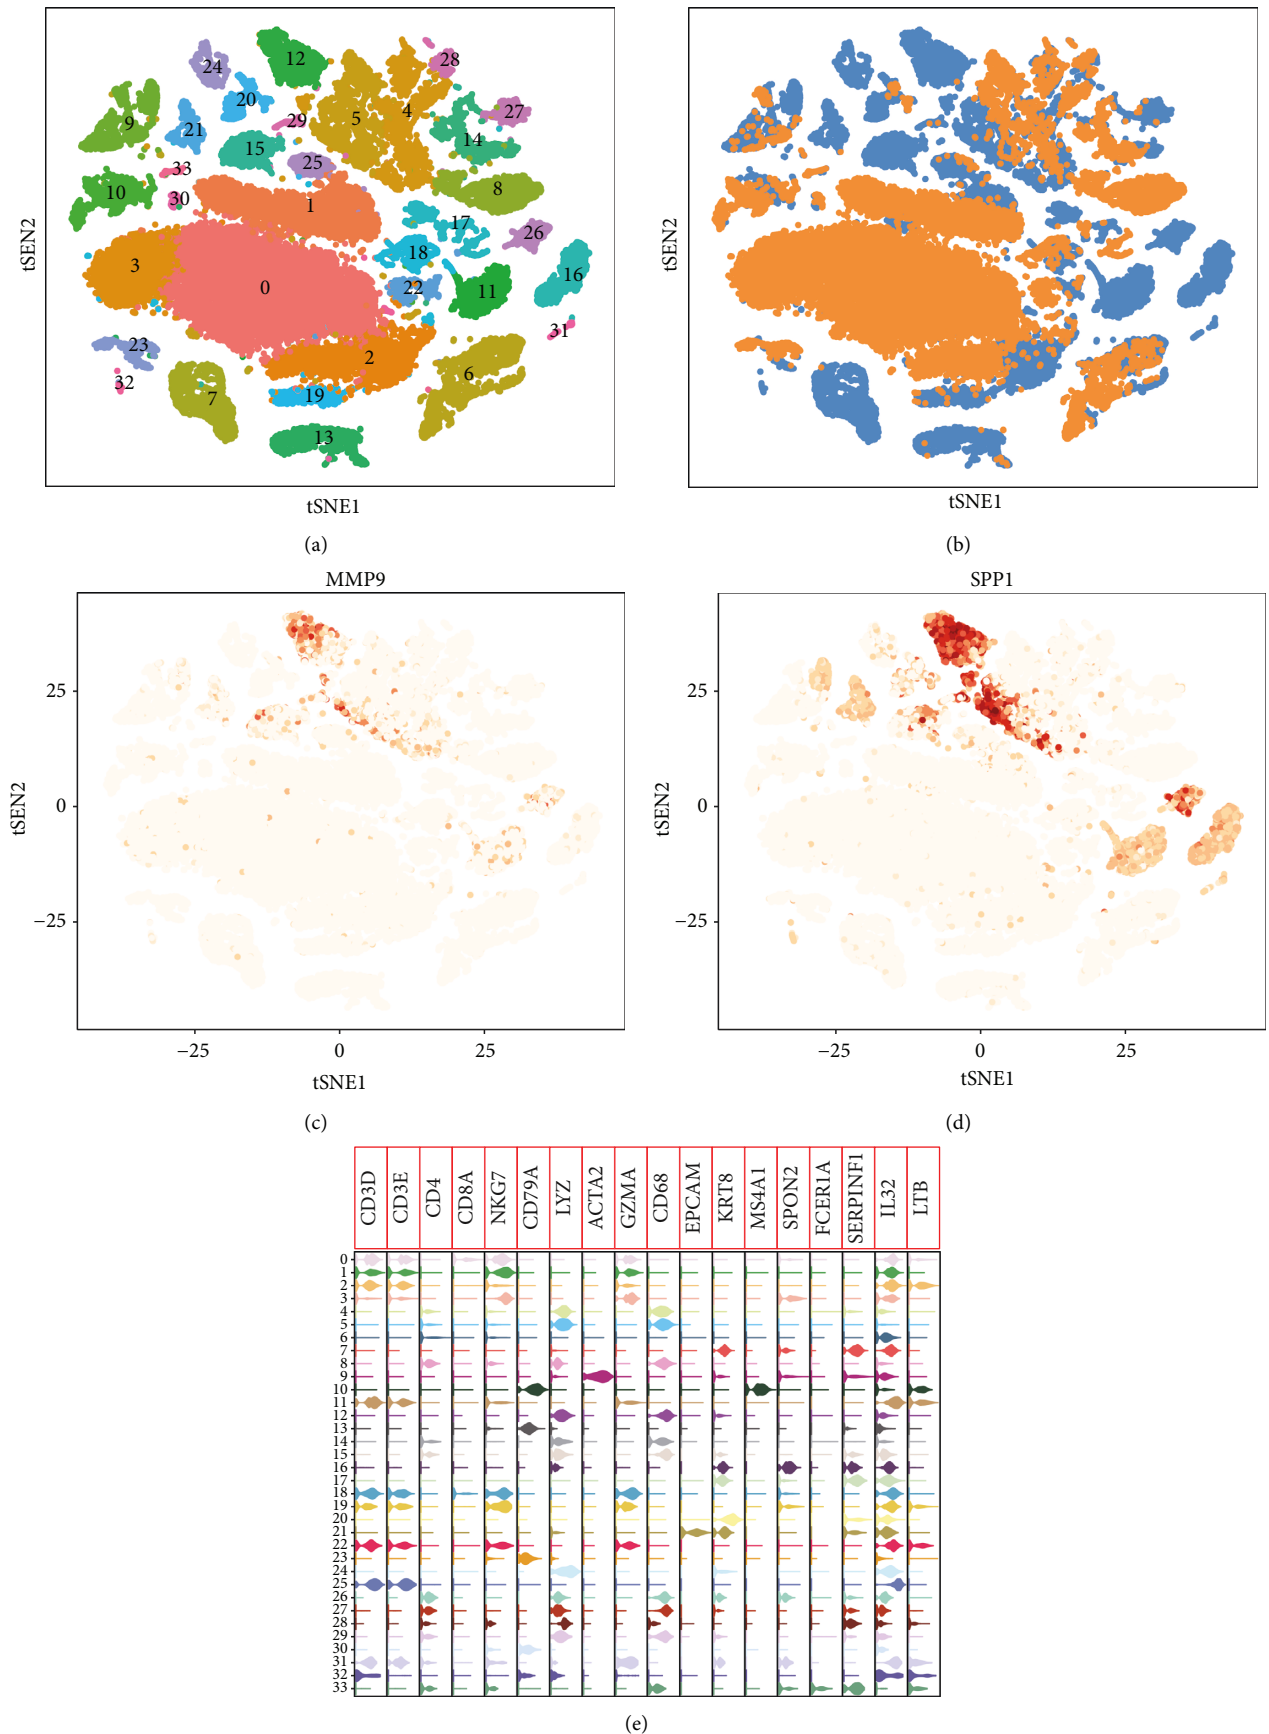 24
12
28
20
5
4
27
9
21
29
14
15
25
33
10
30
1
8
17
26
3
18
0
22
11
16
23
2
31
6
32
7
19
13
tSEN2
tSNE1
(a)
tSEN2
tSNE1
(b)
MMP9
25
0
−25
tSEN2
−25 0 25
tSNE1
(c)
SPP1
25
0
−25
tSEN2
−25 0 25
tSNE1
(d)
CD3D
CD3E
CD4
CD8A
NKG7
CD79A
LYZ
ACTA2
GZMA
CD68
EPCAM
KRT8
MS4A1
SPON2
FCER1A
SERPINF1
IL32
LTB
0
1
2
3
4
5
6
7
8
9
10
11
12
13
14
15
16
17
18
19
20
21
22
23
24
25
26
27
28
29
30
31
32
33
(e)